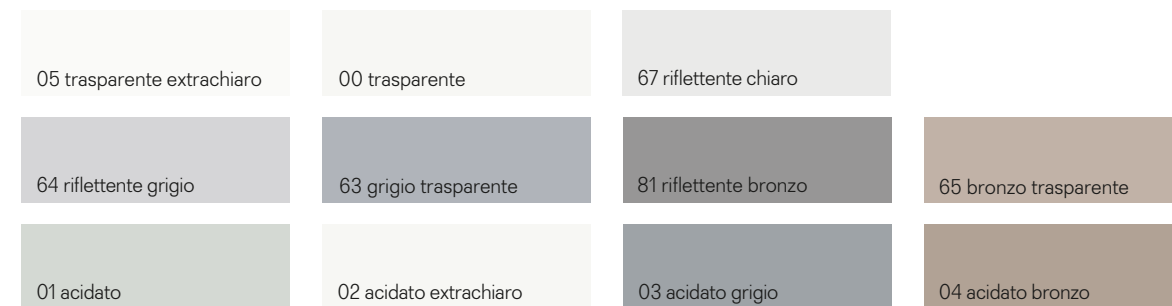 05 trasparente extrachiaro
00 trasparente
67 riflettente chiaro
64 riflettente grigio
63 grigio trasparente
81 riflettente bronzo
65 bronzo trasparente
01 acidato
02 acidato extrachiaro
03 acidato grigio
04 acidato bronzo